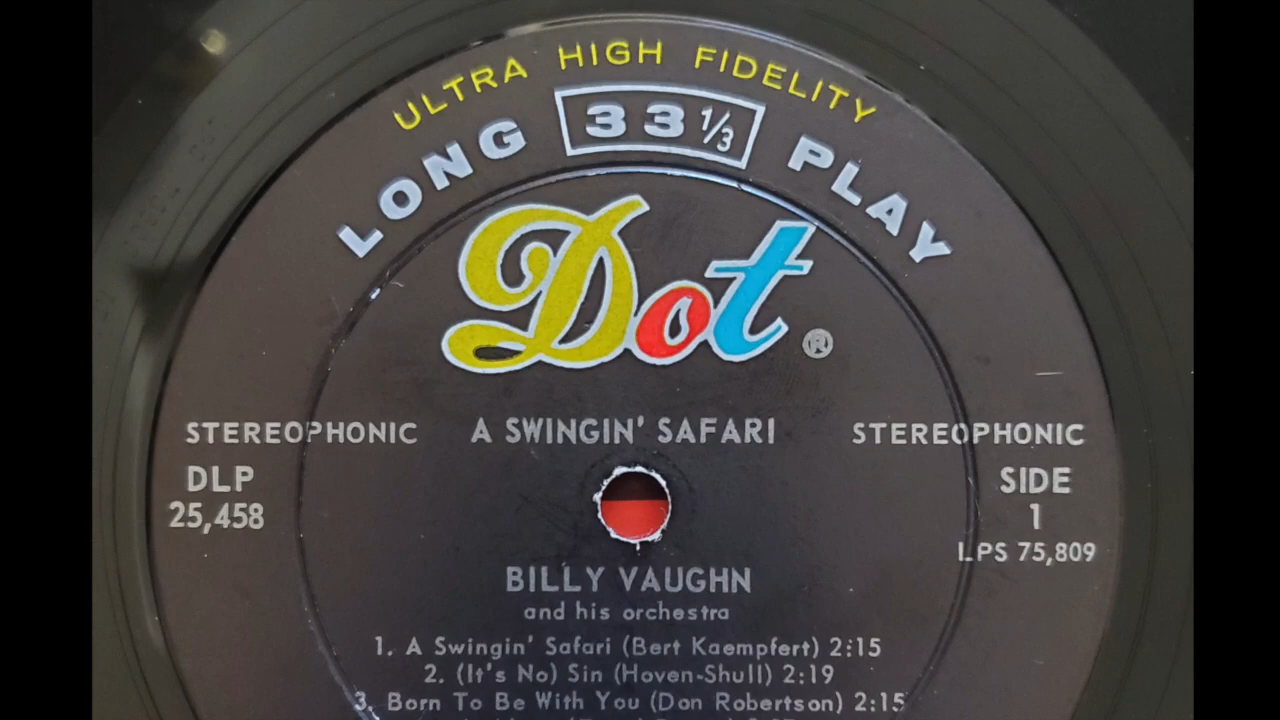 ULTRA HIGH FIDELITY
LONG 33 1/3 PLAY
Dot ®
STEREOPHONIC A SWINGIN' SAFARI STEREOPHONIC
DLP SIDE
25,458 1
LPS 75,809
BILLY VAUGHN
and his orchestra
1. A Swingin' Safari (Bert Kaempfert) 2:15
2. (It's No) Sin (Hoven-Shull) 2:19
3. Born To Be With You (Don Robertson) 2:15